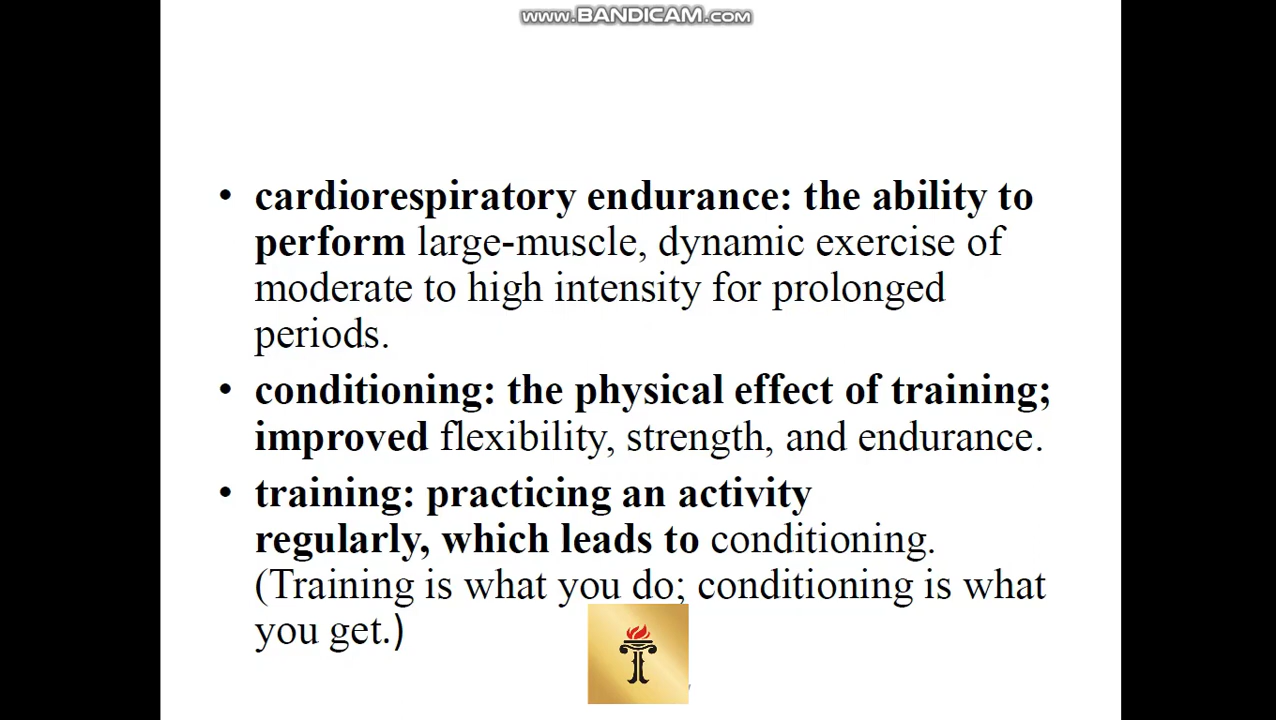 www.BANDICAM.com
• cardiorespiratory endurance: the ability to
perform large-muscle, dynamic exercise of
moderate to high intensity for prolonged
periods.
• conditioning: the physical effect of training;
improved flexibility, strength, and endurance.
• training: practicing an activity
regularly, which leads to conditioning.
(Training is what you do; conditioning is what
you get.)